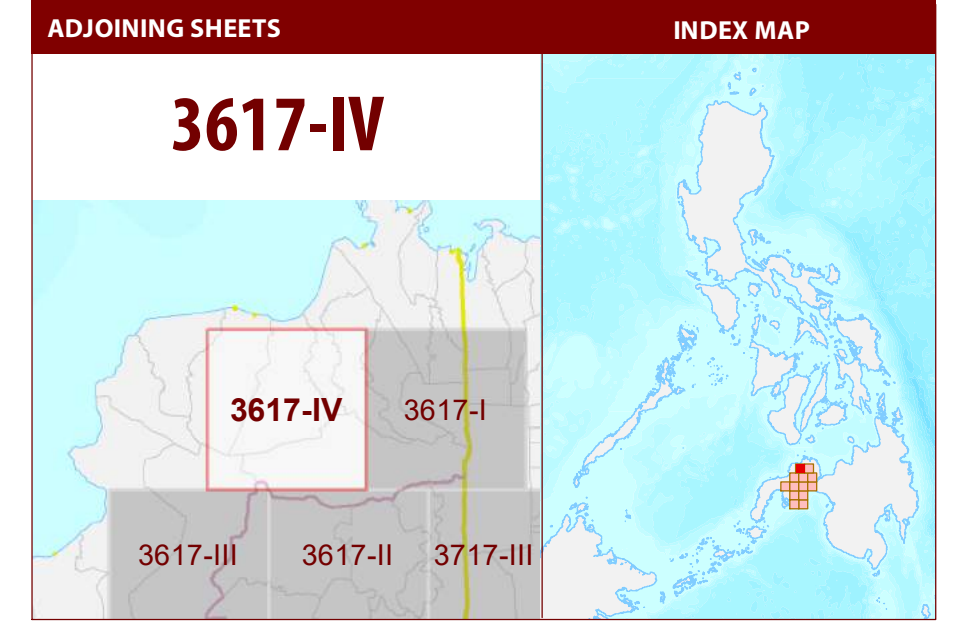 ADJOINING SHEETS
INDEX MAP
3617-IV
3617-IV
3617-I
3617-III
3617-II
3717-III